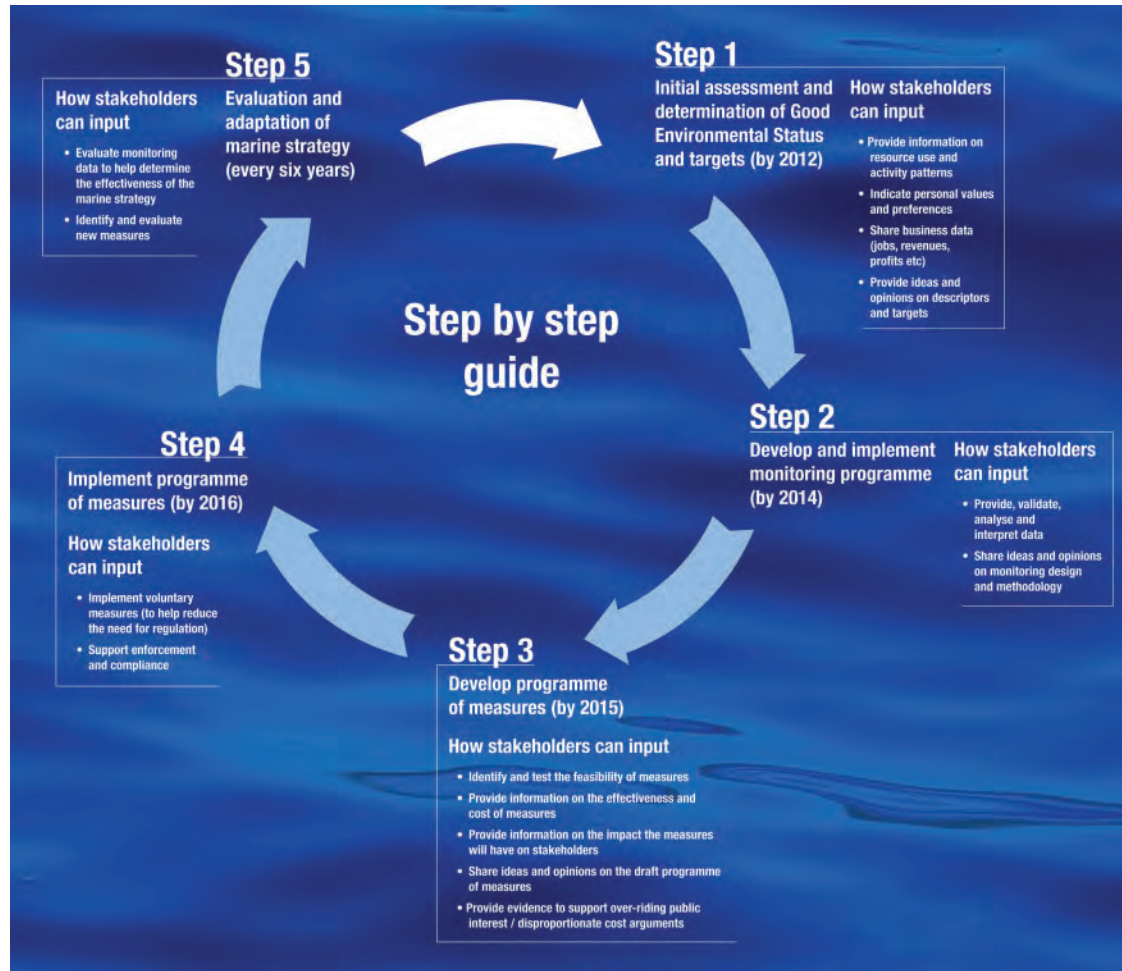 Step by step
guide
Step 1
Initial assessment and
determination of Good
Environmental Status
and targets (by 2012)
How stakeholders
can input
• Provide information on
resource use and
activity patterns
• Indicate personal values
and preferences
• Share business data
(jobs, revenues,
profits etc)
• Provide ideas and
opinions on descriptors
and targets
Step 2
Develop and implement
monitoring programme
(by 2014)
How stakeholders
can input
• Provide, validate,
analyse and
interpret data
• Share ideas and opinions
on monitoring design
and methodology
Step 3
Develop programme
of measures (by 2015)
How stakeholders can input
• Identify and test the feasibility of measures
• Provide information on the effectiveness and
cost of measures
• Provide information on the impact the measures
will have on stakeholders
• Share ideas and opinions on the draft programme
of measures
• Provide evidence to support over-riding public
interest / disproportionate cost arguments
Step 4
Implement programme
of measures (by 2016)
How stakeholders
can input
• Implement voluntary
measures (to help reduce
the need for regulation)
• Support enforcement
and compliance
Step 5
Evaluation and
adaptation of
marine strategy
(every six years)
How stakeholders
can input
• Evaluate monitoring
data to help determine
the effectiveness of the
marine strategy
• Identify and evaluate
new measures